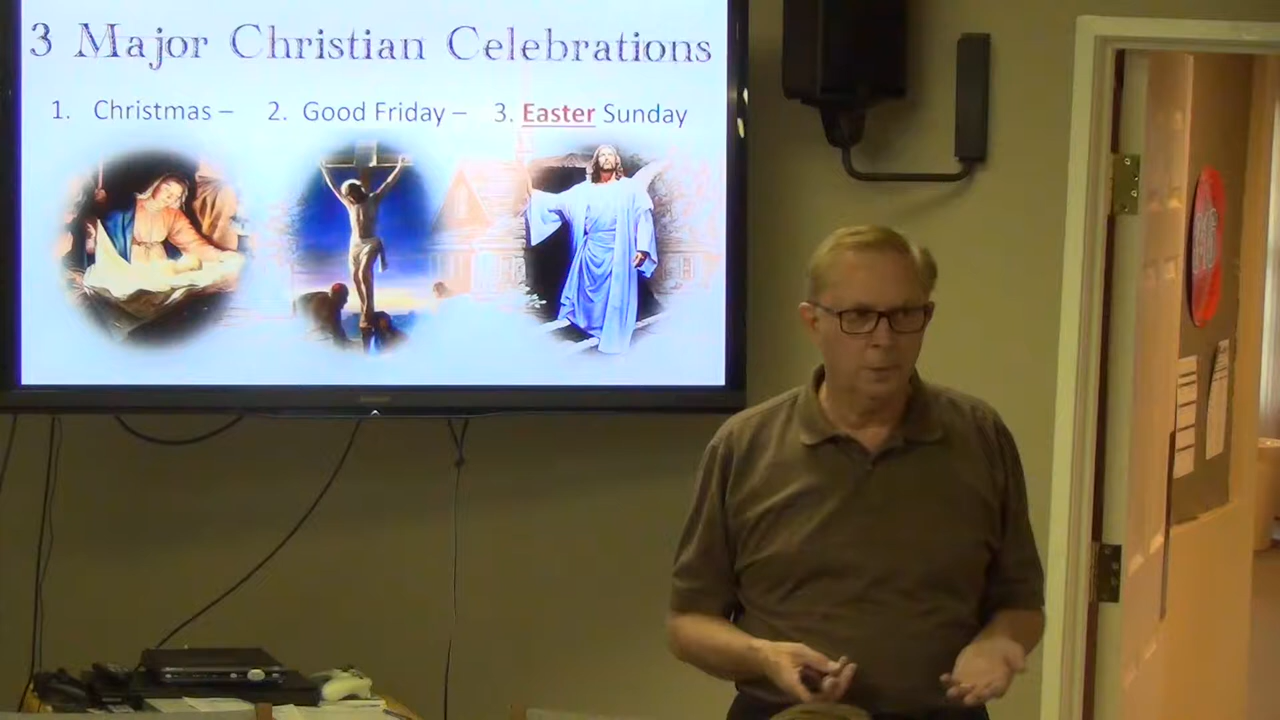 3 Major Christian Celebrations
1. Christmas – 2. Good Friday – 3. Easter Sunday